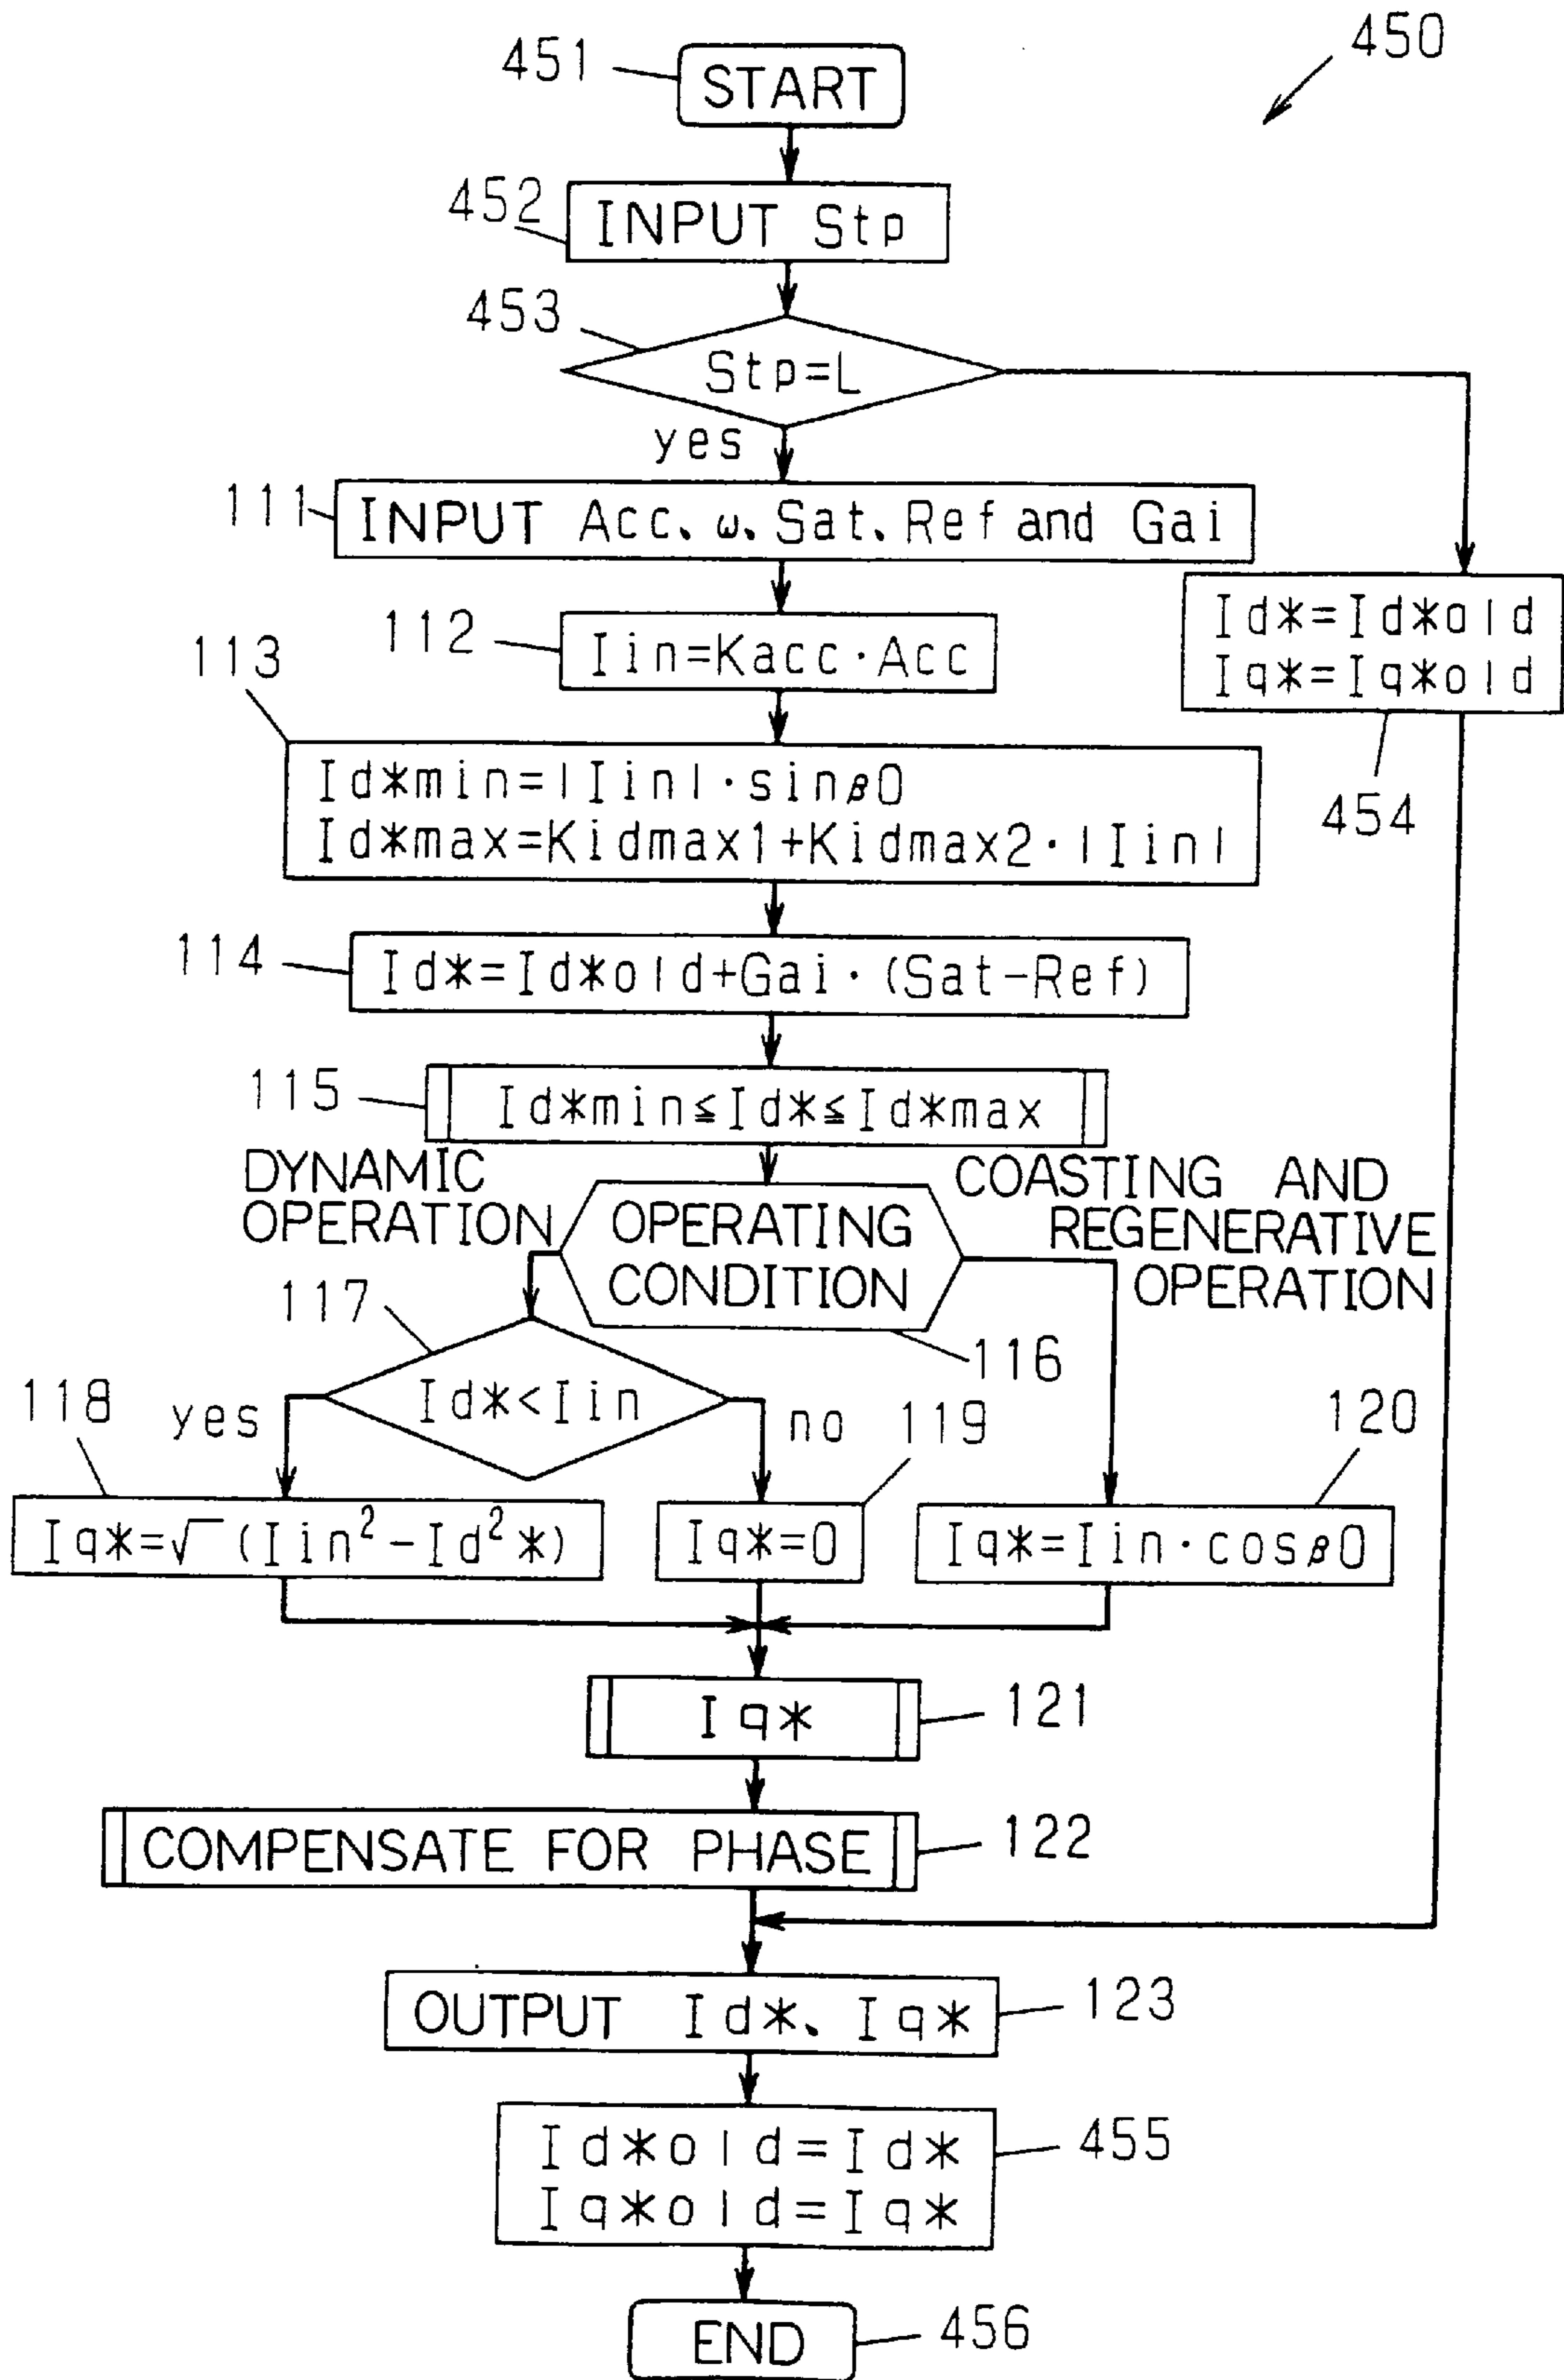 450
451
START
452
INPUT Stp
453
Stp=L
yes
111
INPUT Acc、ω、Sat、Ref and Gai
112
Iin=Kacc·Acc
Id*=Id*old
Iq*=Iq*old
454
113
Id*min=|Iin|·sinβ0
Id*max=Kidmax1+Kidmax2·|Iin|
114
Id*=Id*old+Gai·(Sat-Ref)
115
Id*min≦Id*≦Id*max
DYNAMIC
OPERATION
OPERATING
CONDITION
COASTING AND
REGENERATIVE
OPERATION
116
117
Id*<Iin
118
yes
no
119
120
Iq*=√(Iin²-Id²*)
Iq*=0
Iq*=Iin·cosβ0
Iq*
121
COMPENSATE FOR PHASE
122
OUTPUT Id*、Iq*
123
Id*old=Id*
Iq*old=Iq*
455
END
456